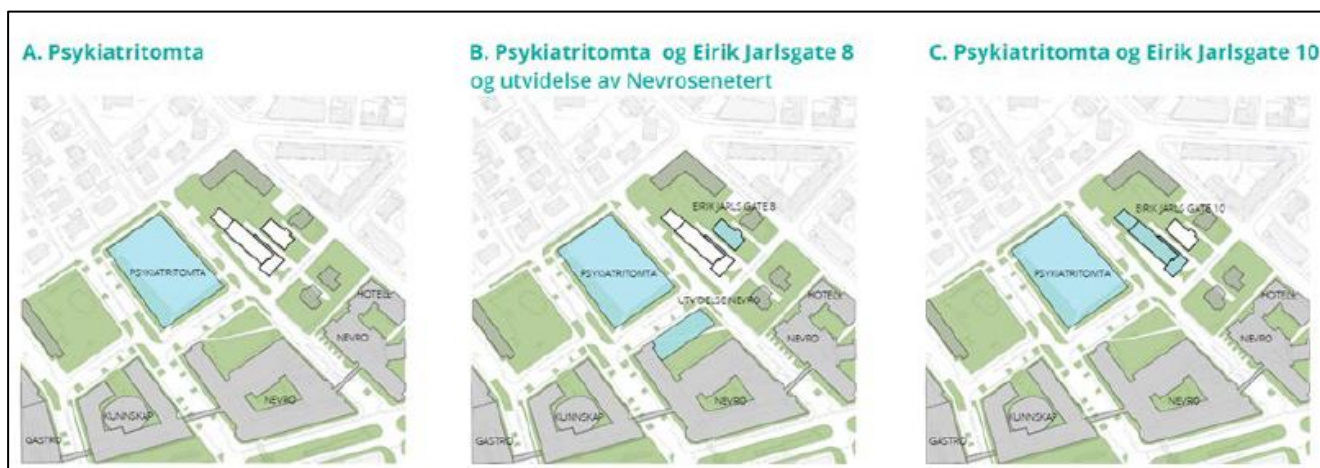 A. Psykiatritomta
B. Psykiatritomta og Eirik Jarlsgate 8
og utvidelse av Nevrosenetert
C. Psykiatritomta og Eirik Jarlsgate 10
PSYKIATRITOMTA
HOTELL
NEVRO
NEVRO
KUNNSKAP
GASTRO
EIRIK JARLS GATE 8
PSYKIATRITOMTA
UTVIDELSE NEVRO
HOTELL
NEVRO
NEVRO
KUNNSKAP
GASTRO
EIRIK JARLS GATE 10
PSYKIATRITOMTA
HOTELL
NEVRO
NEVRO
KUNNSKAP
GASTRO